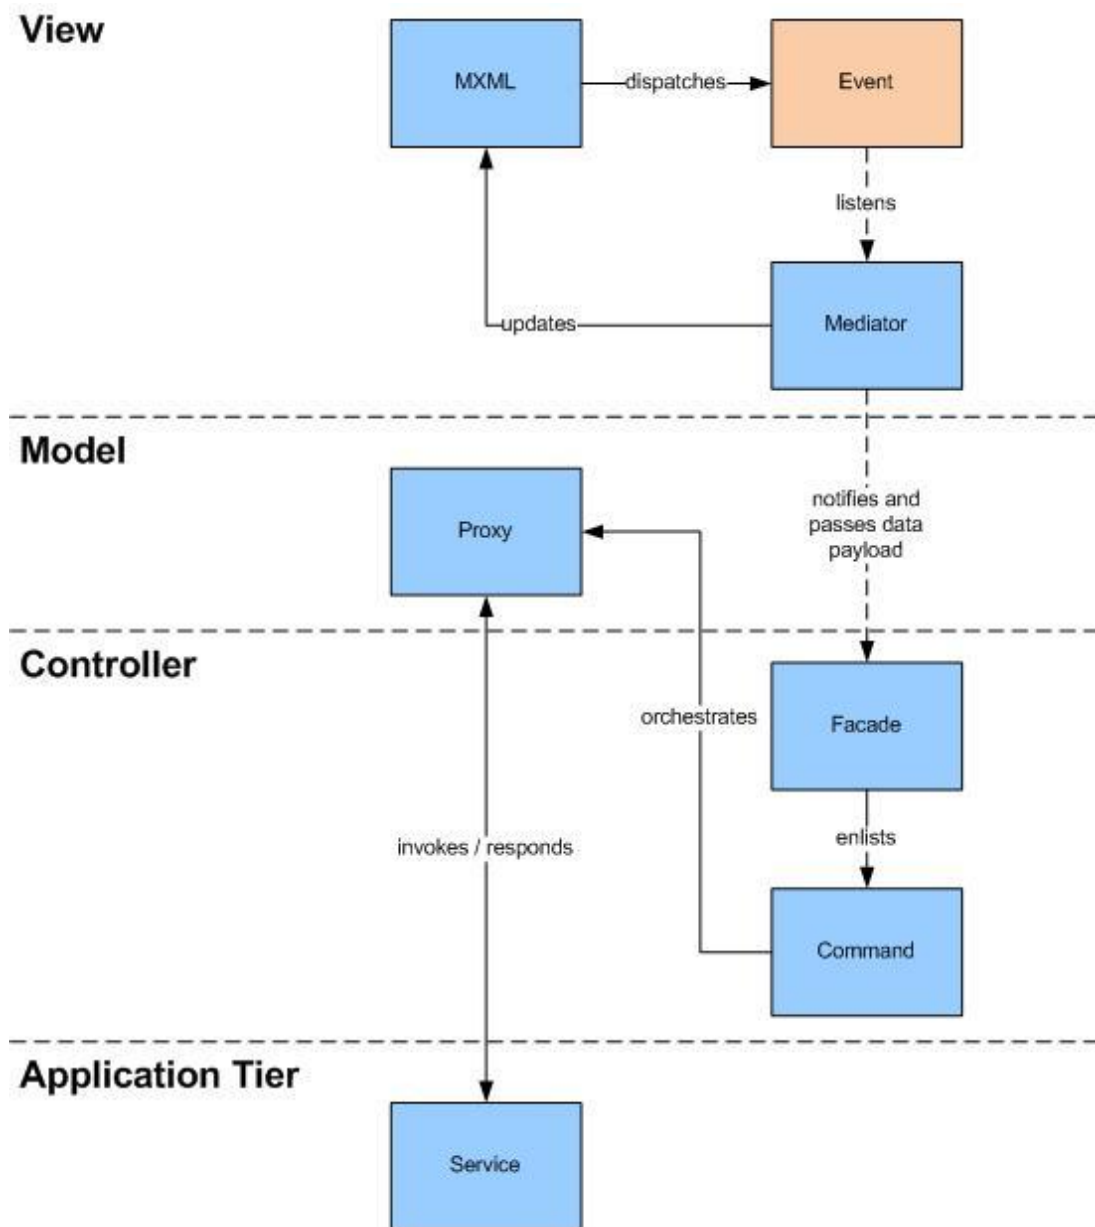 View
MXML
dispatches
Event
listens
Mediator
updates
Model
Proxy
notifies and
passes data
payload
Controller
orchestrates
Facade
invokes / responds
enlists
Command
Application Tier
Service